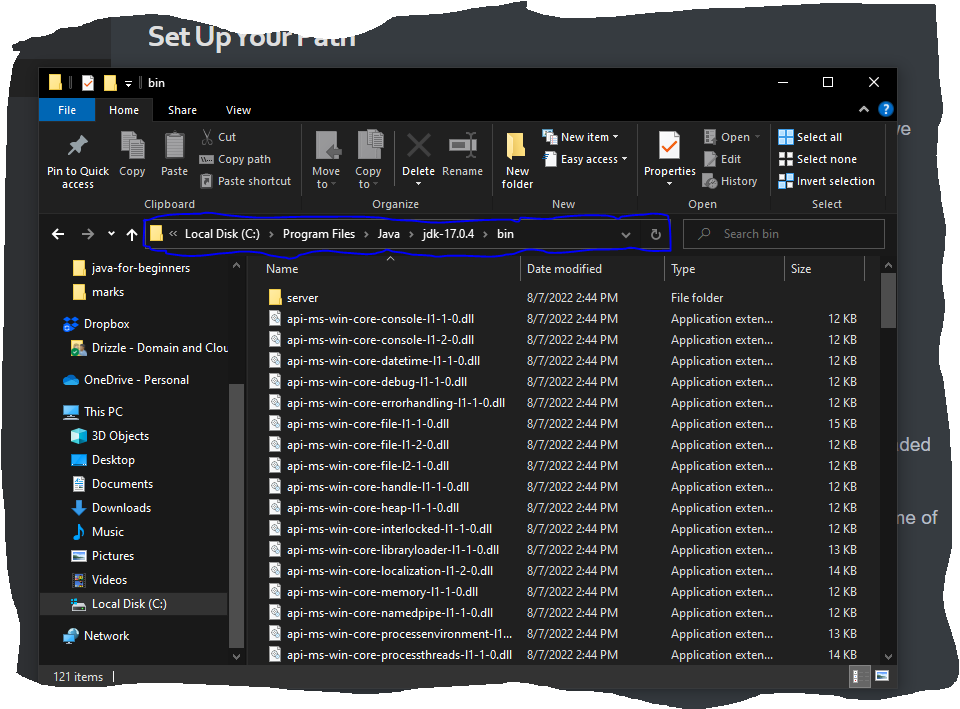 Set Up Your Path
bin
File Home Share View
Pin to Quick access
Copy
Paste
Cut
Copy path
Paste shortcut
Clipboard
Move to
Copy to
Delete
Rename
Organize
New folder
New item
Easy access
New
Properties
Open
Edit
History
Open
Select all
Select none
Invert selection
Select
« Local Disk (C:) > Program Files > Java > jdk-17.0.4 > bin
Search bin
java-for-beginners
marks
Dropbox
Drizzle - Domain and Clou
OneDrive - Personal
This PC
3D Objects
Desktop
Documents
Downloads
Music
Pictures
Videos
Local Disk (C:)
Network
Name Date modified Type Size
server 8/7/2022 2:44 PM File folder
api-ms-win-core-console-l1-1-0.dll 8/7/2022 2:44 PM Application exten... 12 KB
api-ms-win-core-console-l1-2-0.dll 8/7/2022 2:44 PM Application exten... 12 KB
api-ms-win-core-datetime-l1-1-0.dll 8/7/2022 2:44 PM Application exten... 12 KB
api-ms-win-core-debug-l1-1-0.dll 8/7/2022 2:44 PM Application exten... 12 KB
api-ms-win-core-errorhandling-l1-1-0.dll 8/7/2022 2:44 PM Application exten... 12 KB
api-ms-win-core-file-l1-1-0.dll 8/7/2022 2:44 PM Application exten... 15 KB
api-ms-win-core-file-l1-2-0.dll 8/7/2022 2:44 PM Application exten... 12 KB
api-ms-win-core-file-l2-1-0.dll 8/7/2022 2:44 PM Application exten... 12 KB
api-ms-win-core-handle-l1-1-0.dll 8/7/2022 2:44 PM Application exten... 12 KB
api-ms-win-core-heap-l1-1-0.dll 8/7/2022 2:44 PM Application exten... 12 KB
api-ms-win-core-interlocked-l1-1-0.dll 8/7/2022 2:44 PM Application exten... 12 KB
api-ms-win-core-libraryloader-l1-1-0.dll 8/7/2022 2:44 PM Application exten... 13 KB
api-ms-win-core-localization-l1-2-0.dll 8/7/2022 2:44 PM Application exten... 14 KB
api-ms-win-core-memory-l1-1-0.dll 8/7/2022 2:44 PM Application exten... 12 KB
api-ms-win-core-namedpipe-l1-1-0.dll 8/7/2022 2:44 PM Application exten... 12 KB
api-ms-win-core-processenvironment-l1... 8/7/2022 2:44 PM Application exten... 13 KB
api-ms-win-core-processthreads-l1-1-0.dll 8/7/2022 2:44 PM Application exten... 14 KB
of
121 items